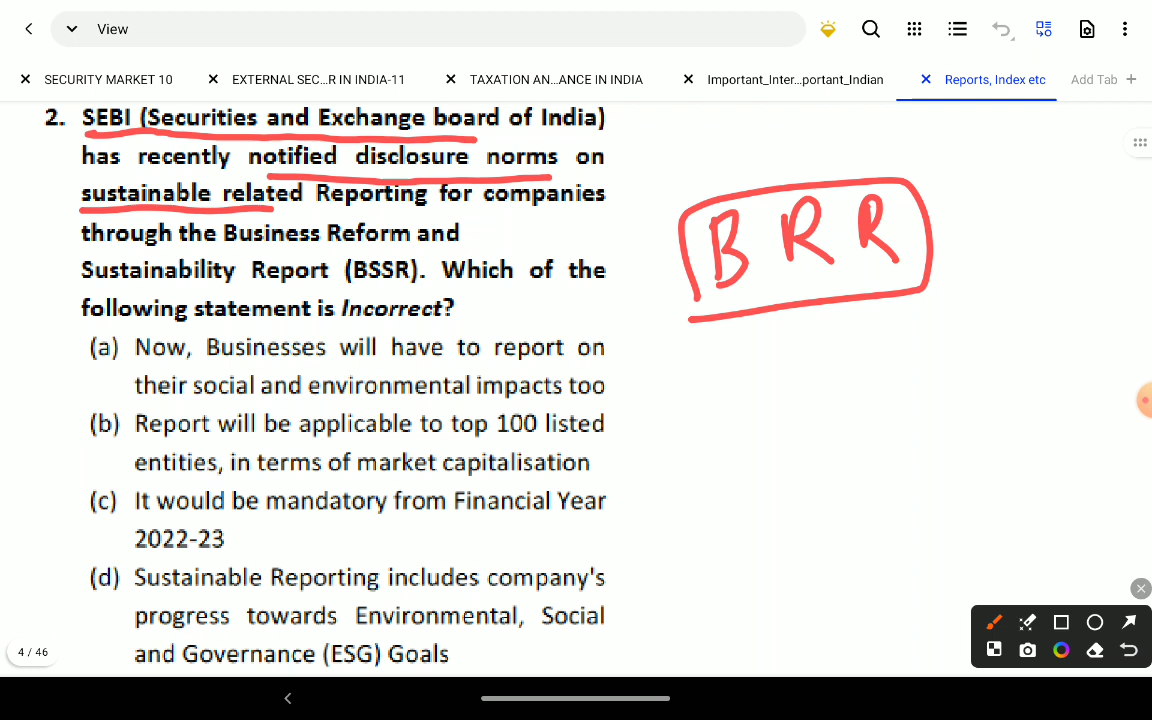 View
SECURITY MARKET 10
EXTERNAL SEC...R IN INDIA-11
TAXATION AN...ANCE IN INDIA
Important_Inter...portant_Indian
Reports, Index etc
Add Tab +
2. SEBI (Securities and Exchange board of India)
has recently notified disclosure norms on
sustainable related Reporting for companies
through the Business Reform and
Sustainability Report (BSSR). Which of the
following statement is Incorrect?
(a) Now, Businesses will have to report on
their social and environmental impacts too
(b) Report will be applicable to top 100 listed
entities, in terms of market capitalisation
(c) It would be mandatory from Financial Year
2022-23
(d) Sustainable Reporting includes company's
progress towards Environmental, Social
and Governance (ESG) Goals
BRR
4 / 46